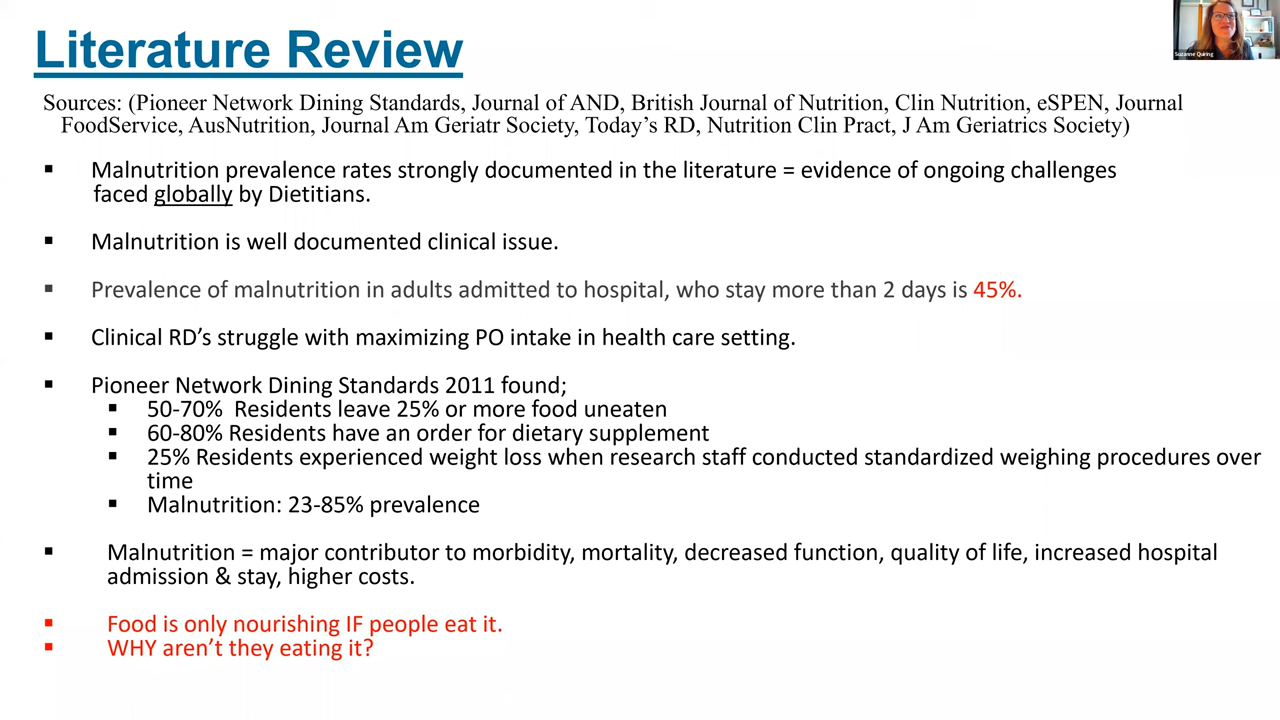 Literature Review
Suzanne Quiring
Sources: (Pioneer Network Dining Standards, Journal of AND, British Journal of Nutrition, Clin Nutrition, eSPEN, Journal
FoodService, AusNutrition, Journal Am Geriatr Society, Today's RD, Nutrition Clin Pract, J Am Geriatrics Society)
▪ Malnutrition prevalence rates strongly documented in the literature = evidence of ongoing challenges
faced globally by Dietitians.
▪ Malnutrition is well documented clinical issue.
▪ Prevalence of malnutrition in adults admitted to hospital, who stay more than 2 days is 45%.
▪ Clinical RD's struggle with maximizing PO intake in health care setting.
▪ Pioneer Network Dining Standards 2011 found;
▪ 50-70% Residents leave 25% or more food uneaten
▪ 60-80% Residents have an order for dietary supplement
▪ 25% Residents experienced weight loss when research staff conducted standardized weighing procedures over
time
▪ Malnutrition: 23-85% prevalence
▪ Malnutrition = major contributor to morbidity, mortality, decreased function, quality of life, increased hospital
admission & stay, higher costs.
▪ Food is only nourishing IF people eat it.
▪ WHY aren't they eating it?